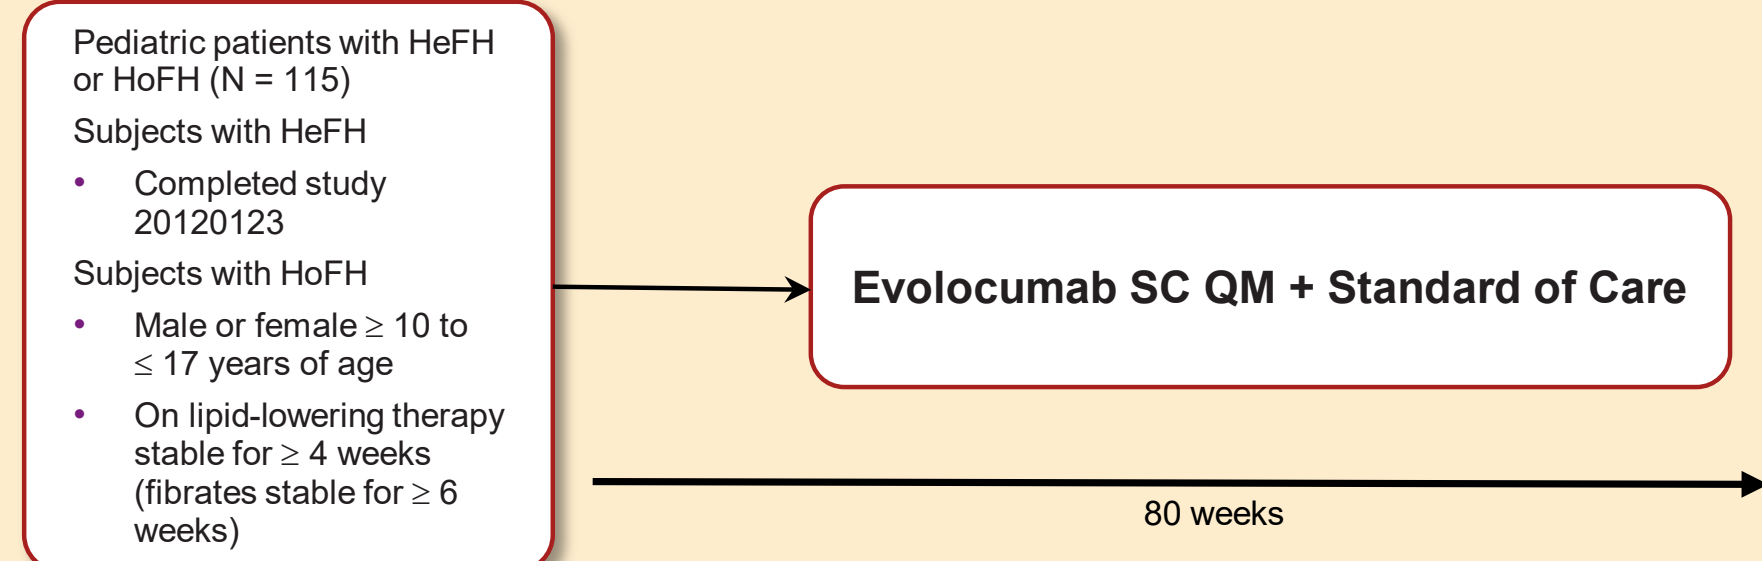 Pediatric patients with HeFH
or HoFH (N = 115)
Subjects with HeFH
• Completed study
20120123
Subjects with HoFH
• Male or female ≥ 10 to
≤ 17 years of age
• On lipid-lowering therapy
stable for ≥ 4 weeks
(fibrates stable for ≥ 6
weeks)
Evolocumab SC QM + Standard of Care
80 weeks